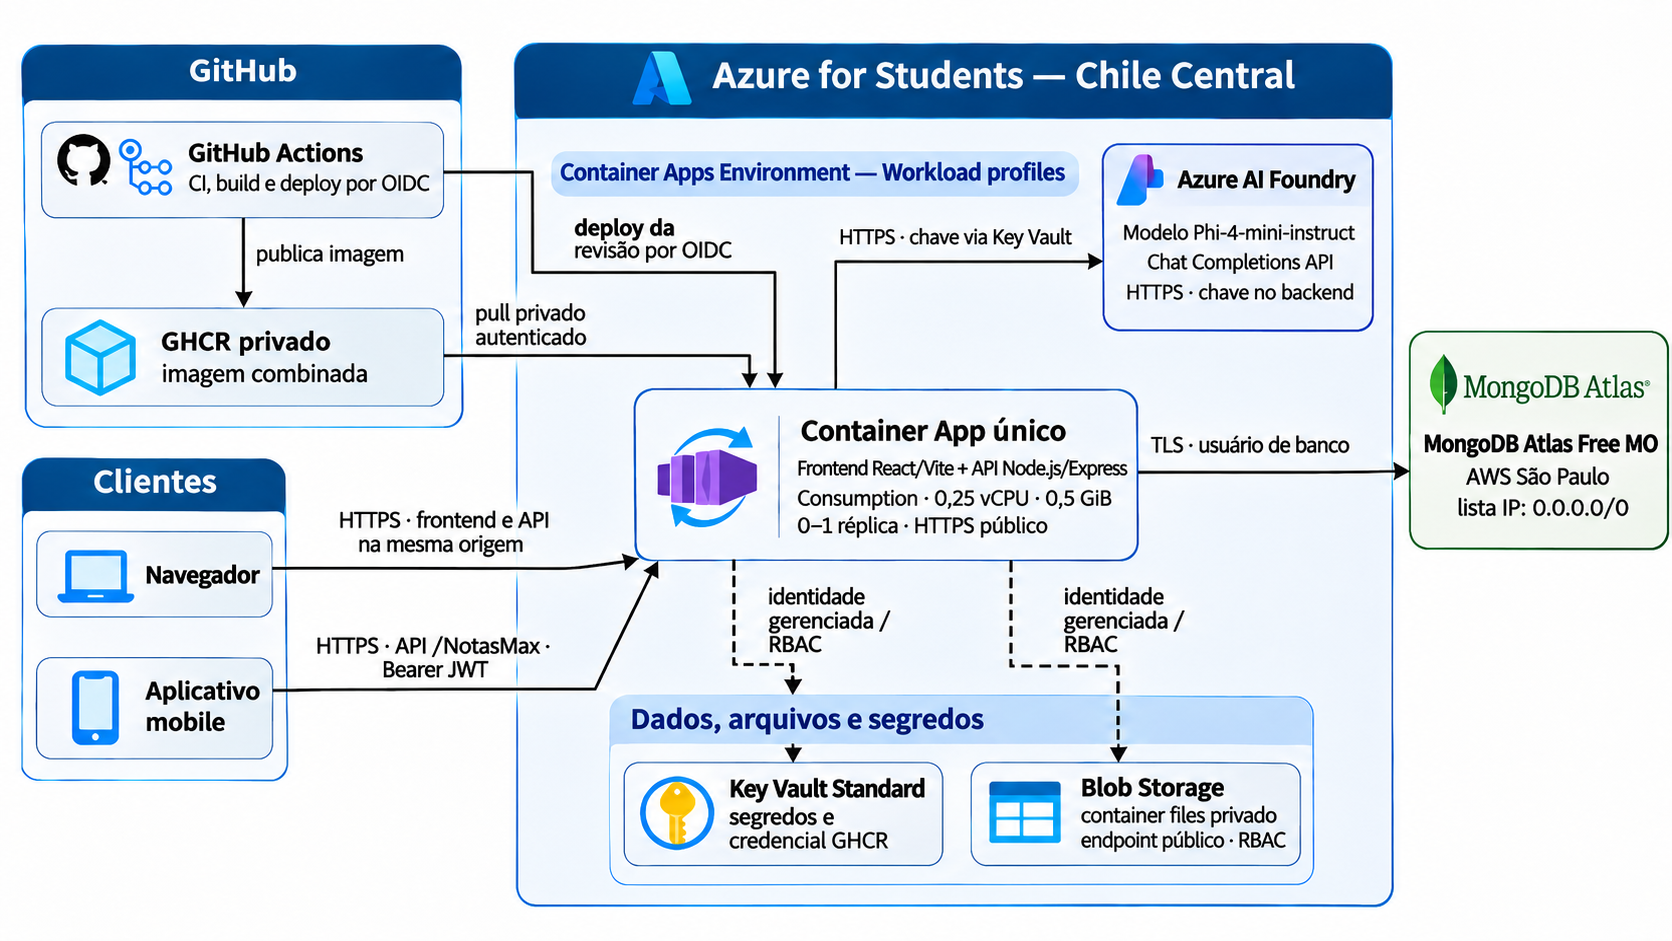 GitHub
GitHub Actions
CI, build e deploy por OIDC
publica imagem
GHCR privado
imagem combinada
Clientes
Navegador
Aplicativo
mobile
Azure for Students — Chile Central
Container Apps Environment — Workload profiles
deploy da
revisão por OIDC
pull privado
autenticado
HTTPS · chave via Key Vault
Azure AI Foundry
Modelo Phi-4-mini-instruct
Chat Completions API
HTTPS · chave no backend
Container App único
Frontend React/Vite + API Node.js/Express
Consumption · 0,25 vCPU · 0,5 GiB
0–1 réplica · HTTPS público
HTTPS · frontend e API
na mesma origem
HTTPS · API /NotasMax ·
Bearer JWT
TLS · usuário de banco
MongoDB Atlas®
MongoDB Atlas Free MO
AWS São Paulo
lista IP: 0.0.0.0/0
identidade
gerenciada /
RBAC
identidade
gerenciada /
RBAC
Dados, arquivos e segredos
Key Vault Standard
segredos e
credencial GHCR
Blob Storage
container files privado
endpoint público · RBAC